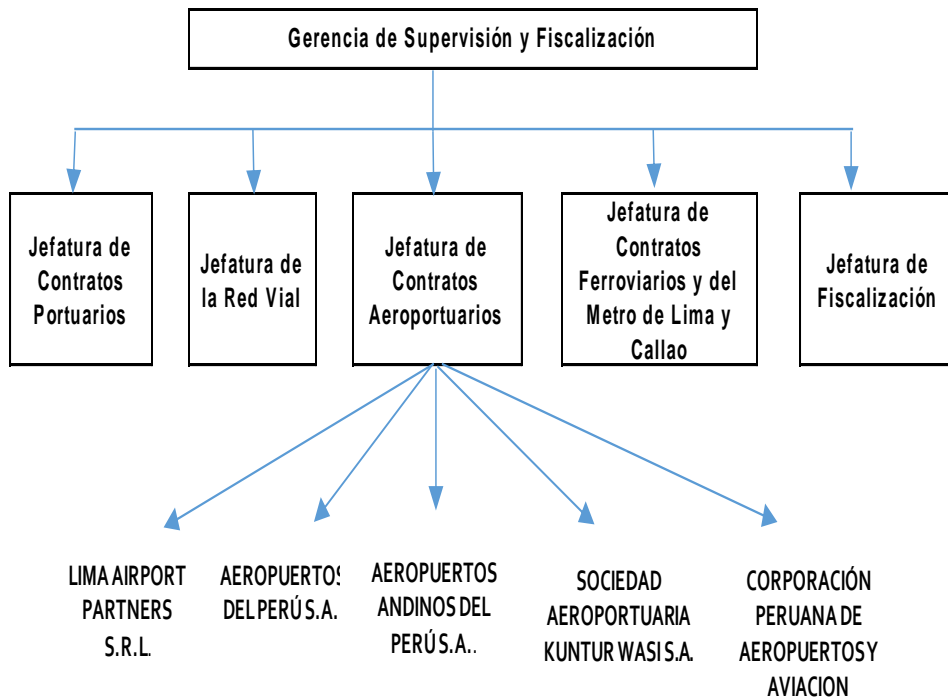 Gerencia de Supervisión y Fiscalización
Jefatura de
Contratos
Portuarios
Jefatura de
la Red Vial
Jefatura de
Contratos
Aeroportuarios
Jefatura de
Contratos
Ferroviarios y del
Metro de Lima y
Callao
Jefatura de
Fiscalización
LIMA AIRPORT
PARTNERS
S.R.L.
AEROPUERTOS
DEL PERÚ S.A.
AEROPUERTOS
ANDINOS DEL
PERÚ S.A..
SOCIEDAD
AEROPORTUARIA
KUNTUR WASI S.A.
CORPORACIÓN
PERUANA DE
AEROPUERTOS Y
AVIACION